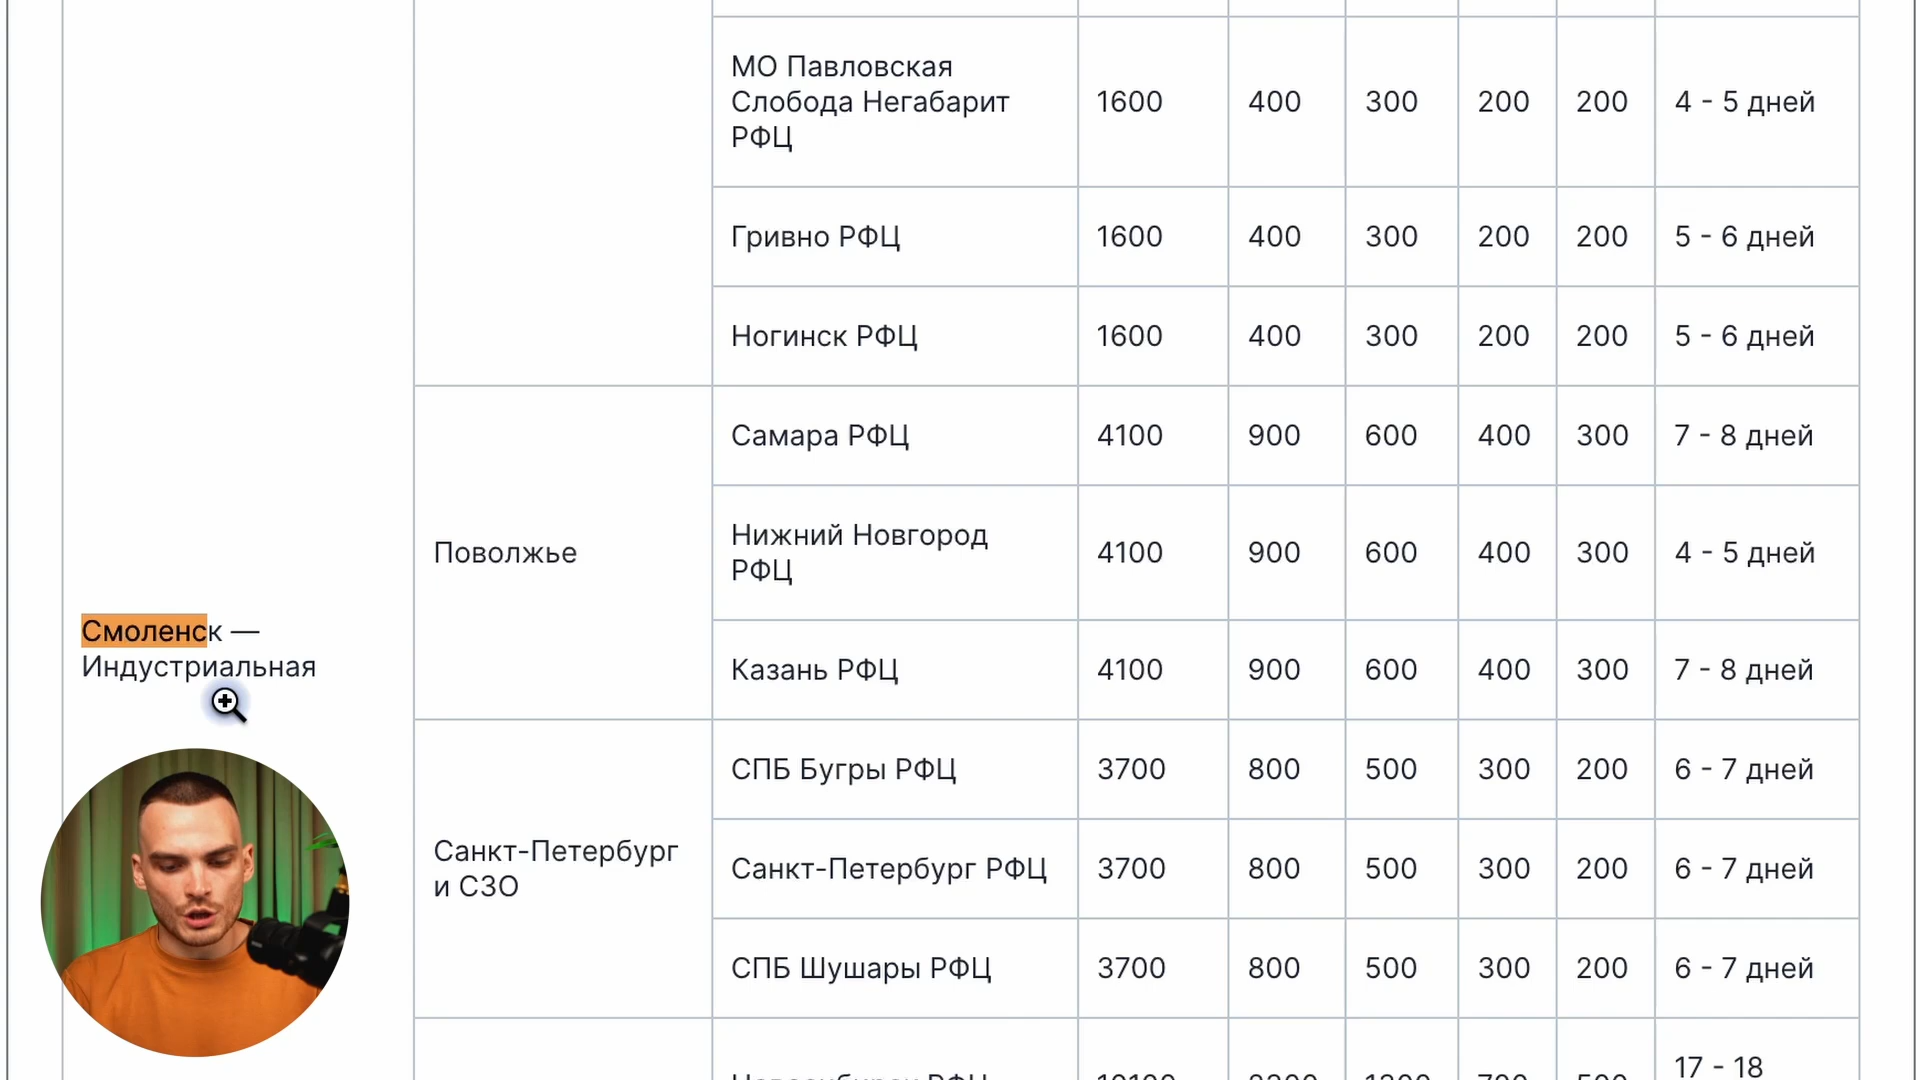 МО Павловская
Слобода Негабарит
РФЦ
1600 400 300 200 200 4 - 5 дней
Гривно РФЦ 1600 400 300 200 200 5 - 6 дней
Ногинск РФЦ 1600 400 300 200 200 5 - 6 дней
Поволжье
Самара РФЦ 4100 900 600 400 300 7 - 8 дней
Нижний Новгород
РФЦ
4100 900 600 400 300 4 - 5 дней
Казань РФЦ 4100 900 600 400 300 7 - 8 дней
Смоленск —
Индустриальная
Санкт-Петербург
и СЗО
СПБ Бугры РФЦ 3700 800 500 300 200 6 - 7 дней
Санкт-Петербург РФЦ 3700 800 500 300 200 6 - 7 дней
СПБ Шушары РФЦ 3700 800 500 300 200 6 - 7 дней
17 - 18